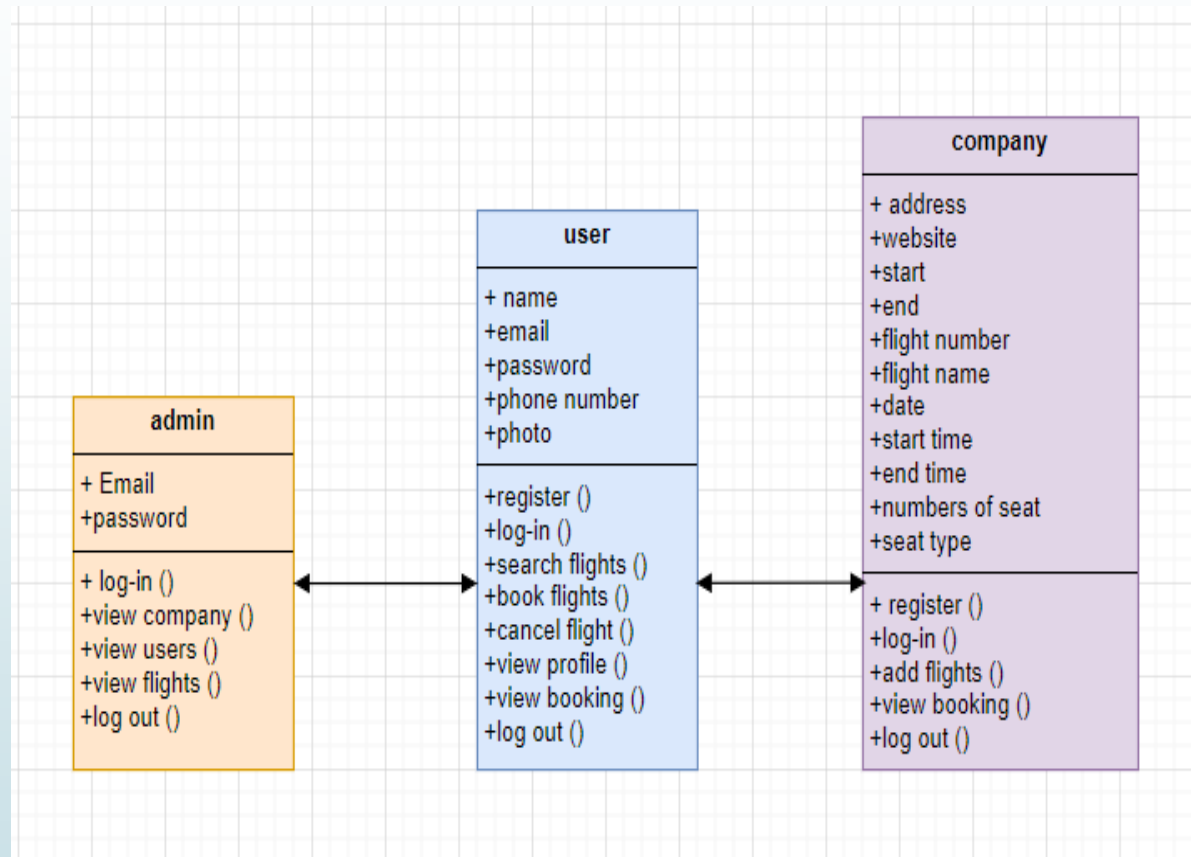 admin
+ Email
+password
+ log-in ()
+view company ()
+view users ()
+view flights ()
+log out ()
user
+ name
+email
+password
+phone number
+photo
+register ()
+log-in ()
+search flights ()
+book flights ()
+cancel flight ()
+view profile ()
+view booking ()
+log out ()
company
+ address
+website
+start
+end
+flight number
+flight name
+date
+start time
+end time
+numbers of seat
+seat type
+ register ()
+log-in ()
+add flights ()
+view booking ()
+log out ()